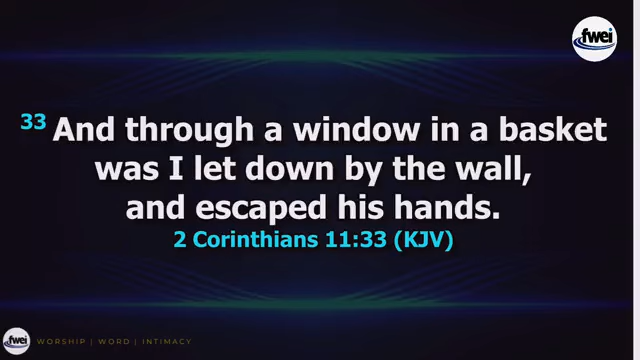 fwei
33 And through a window in a basket
was I let down by the wall,
and escaped his hands.
2 Corinthians 11:33 (KJV)
fwei
WORSHIP | WORD | INTIMACY